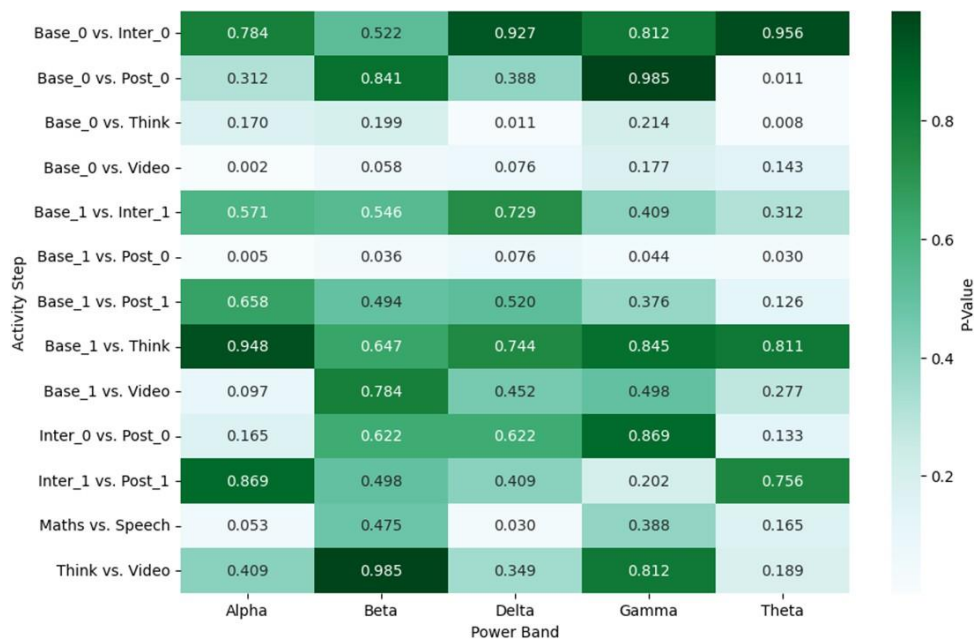 Base_0 vs. Inter_0 0.784 0.522 0.927 0.812 0.956
Base_0 vs. Post_0 0.312 0.841 0.388 0.985 0.011
Base_0 vs. Think 0.170 0.199 0.011 0.214 0.008
Base_0 vs. Video 0.002 0.058 0.076 0.177 0.143
Base_1 vs. Inter_1 0.571 0.546 0.729 0.409 0.312
Base_1 vs. Post_0 0.005 0.036 0.076 0.044 0.030
Base_1 vs. Post_1 0.658 0.494 0.520 0.376 0.126
Base_1 vs. Think 0.948 0.647 0.744 0.845 0.811
Base_1 vs. Video 0.097 0.784 0.452 0.498 0.277
Inter_0 vs. Post_0 0.165 0.622 0.622 0.869 0.133
Inter_1 vs. Post_1 0.869 0.498 0.409 0.202 0.756
Maths vs. Speech 0.053 0.475 0.030 0.388 0.165
Think vs. Video 0.409 0.985 0.349 0.812 0.189
Alpha Beta Delta Gamma Theta
Power Band
Activity Step
0.8
0.6
0.4
0.2
P-Value